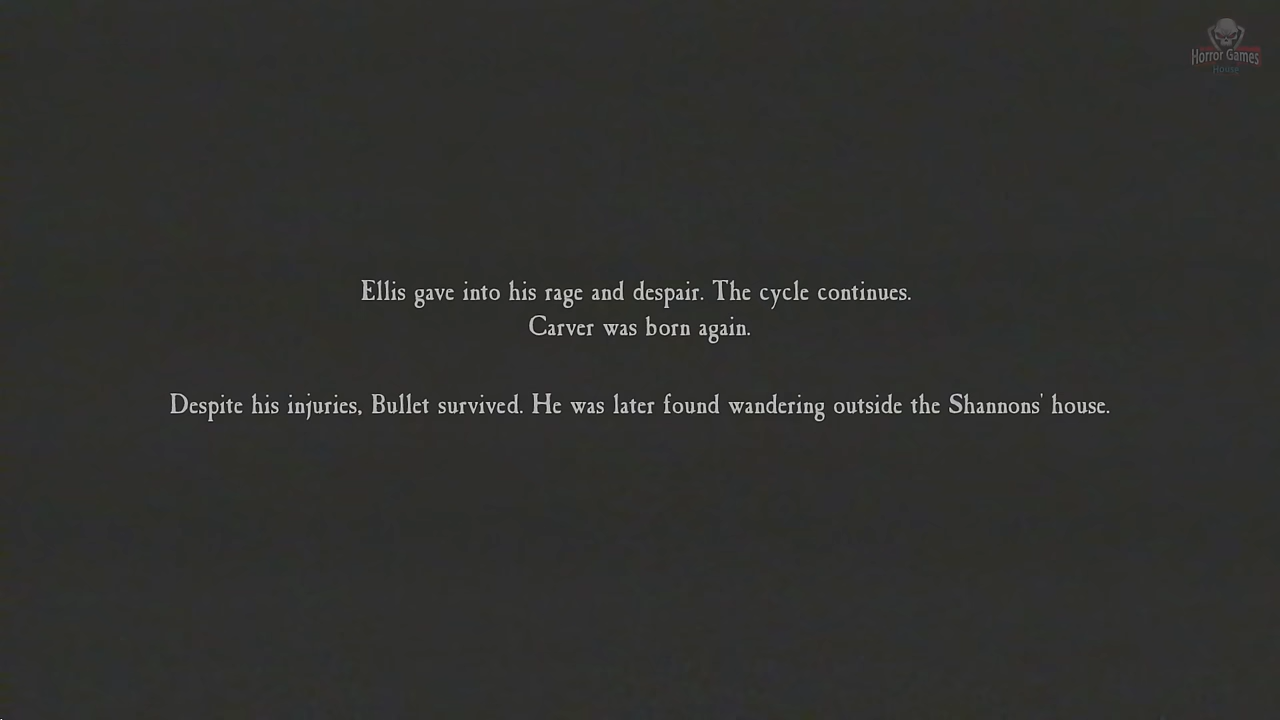 Horror Games
House
Ellis gave into his rage and despair. The cycle continues.
Carver was born again.
Despite his injuries, Bullet survived. He was later found wandering outside the Shannons' house.